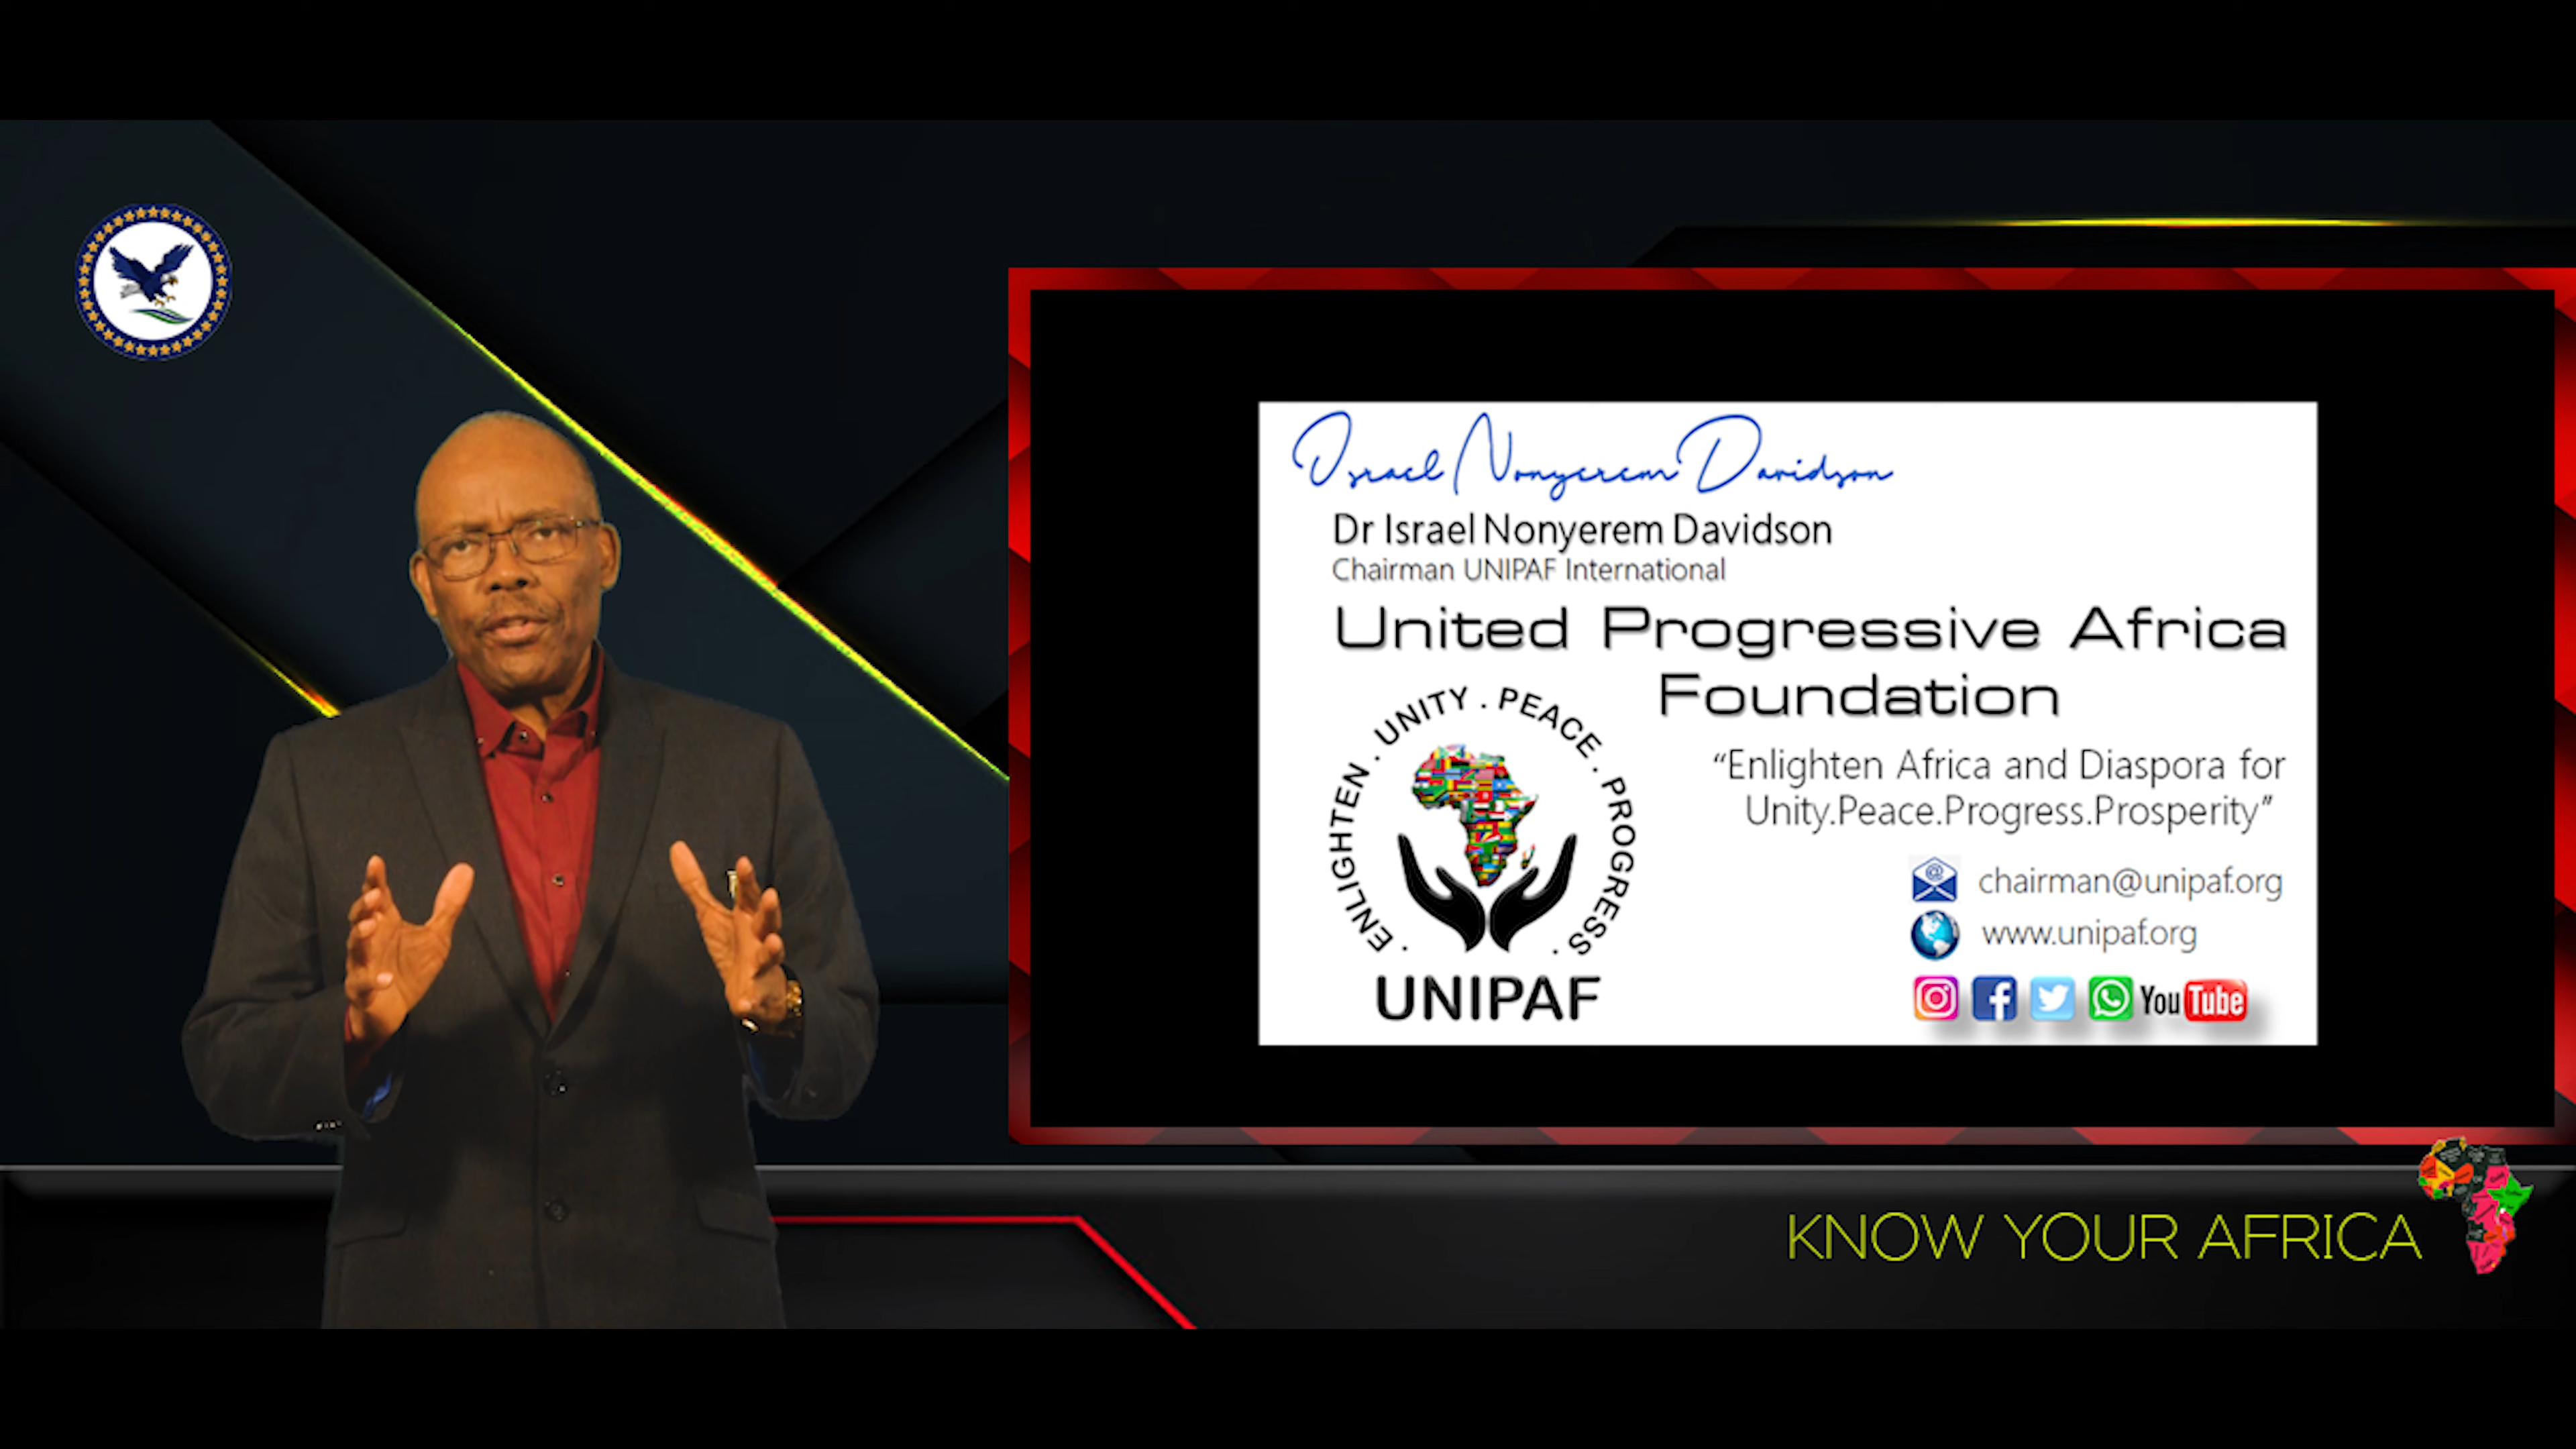 Israel Nonyerem Davidson
Dr Israel Nonyerem Davidson
Chairman UNIPAF International
United Progressive Africa
Foundation
. ENLIGHTEN . UNITY . PEACE . PROGRESS .
UNIPAF
“Enlighten Africa and Diaspora for
Unity.Peace.Progress.Prosperity”
chairman@unipaf.org
www.unipaf.org
You Tube
KNOW YOUR AFRICA